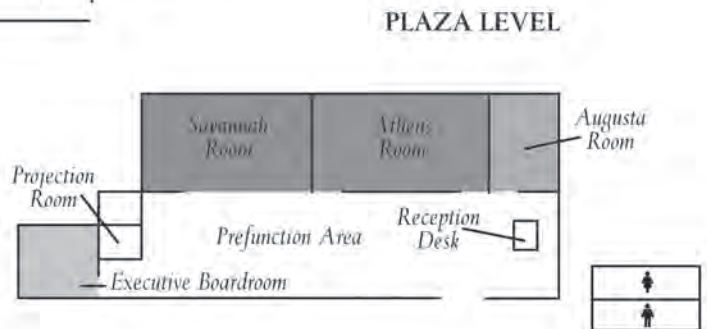 PLAZA LEVEL
Savannah
Room
Athens
Room
Augusta
Room
Projection
Room
Prefunction Area
Reception
Desk
Executive Boardroom